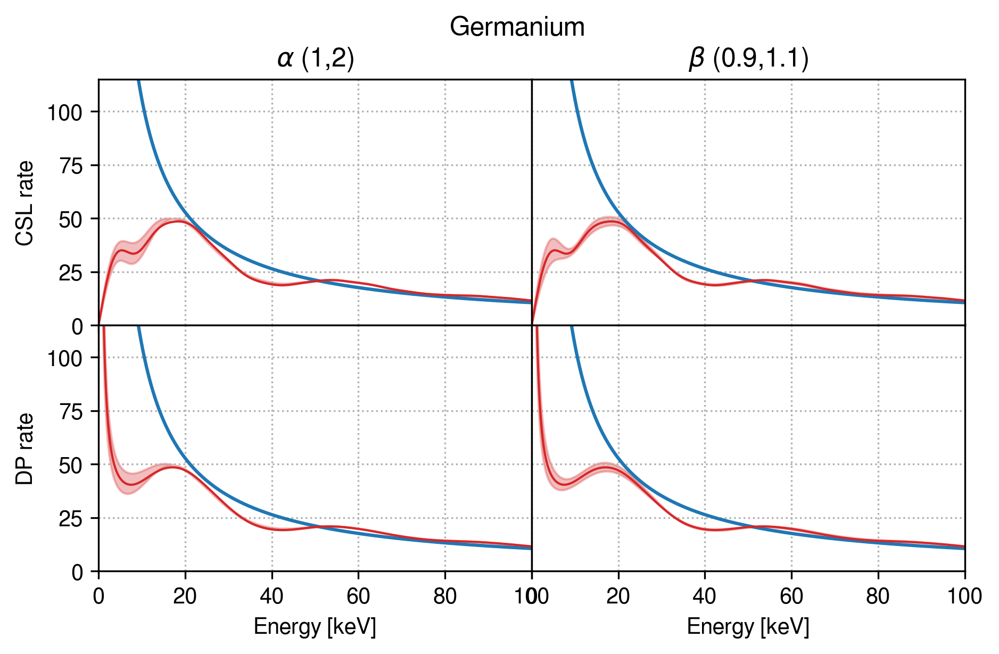 Germanium
α (1,2)
β (0.9,1.1)
CSL rate
100
75
50
25
0
DP rate
100
75
50
25
0
0 20 40 60 80 100
0 20 40 60 80 100
Energy [keV]
Energy [keV]